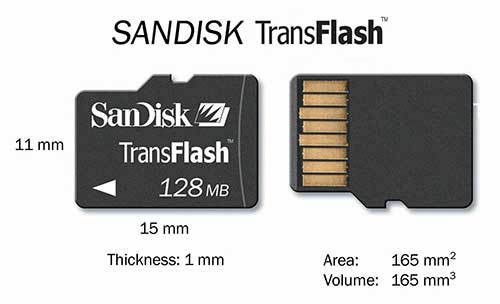 SANDISK TransFlash™
SanDisk
TransFlash™
128 MB
11 mm
15 mm
Thickness: 1 mm
Area: 165 mm²
Volume: 165 mm³